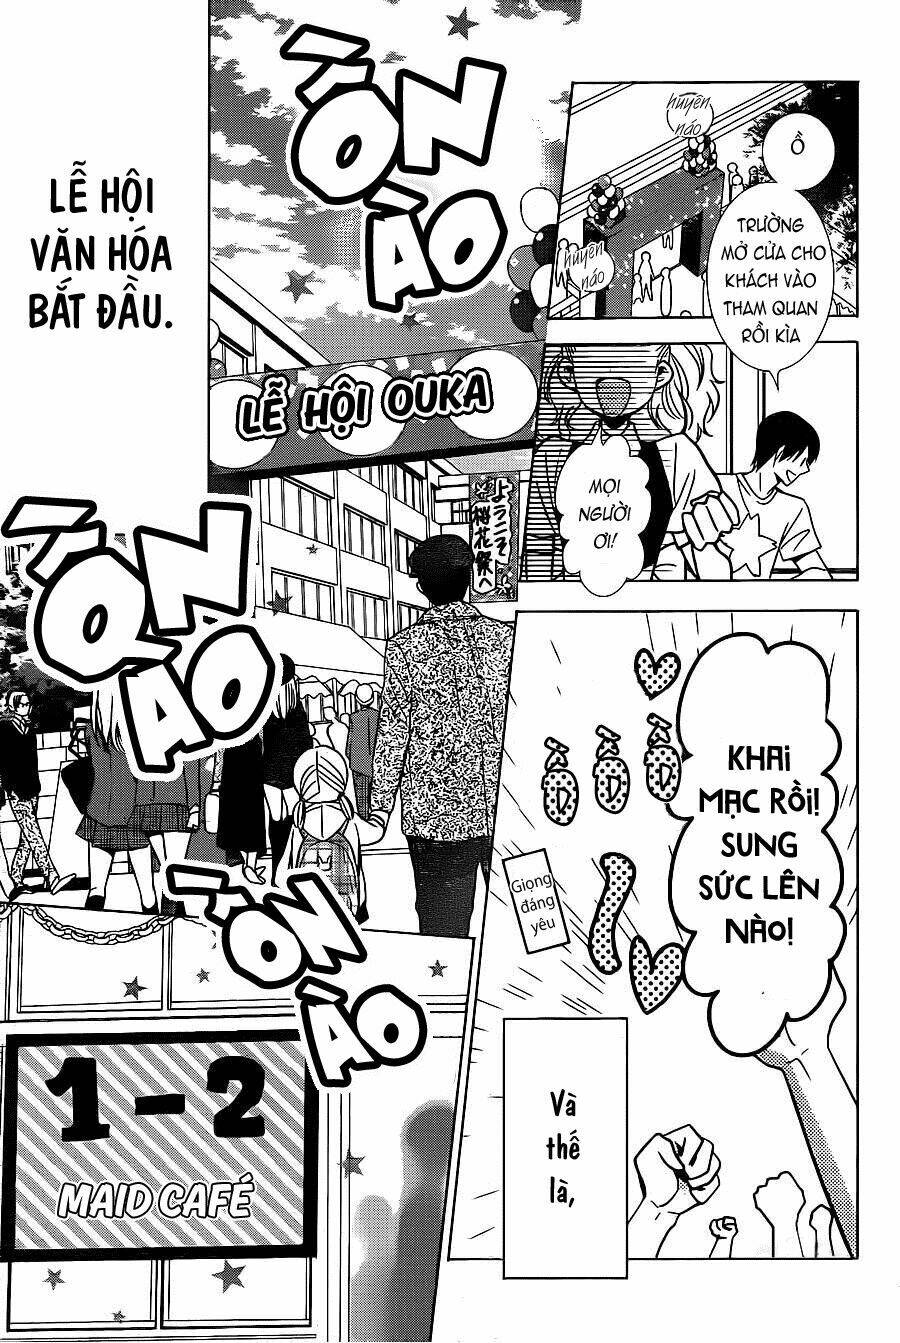 huyên
náo
huyên
náo
Ồ
TRƯỜNG
MỞ CỬA CHO
KHÁCH VÀO
THAM QUAN
RỒI KÌA
MỌI
NGƯỜI
ƠI!
KHAI
MẠC RỒI!
SUNG
SỨC LÊN
NÀO!
Giọng
đáng
yêu
Và
thế
là,
ỒN
ÀO
LỄ HỘI
VĂN HÓA
BẮT ĐẦU.
LỄ HỘI OUKA
ようこそ
桜花祭へ
ỒN
ÀO
ỒN
ÀO
1-2
MAID CAFÉ